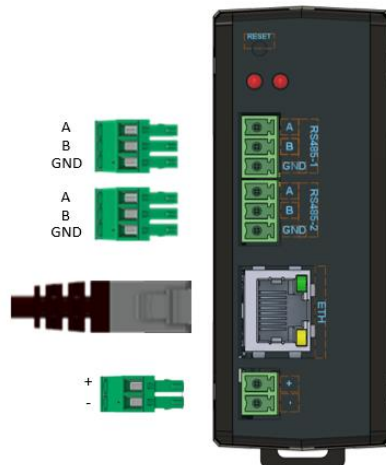 RESET
A
B
GND
A
B
GND
A
B
GND
RS485-1
A
B
GND
RS485-2
ETH
+
-
+
-